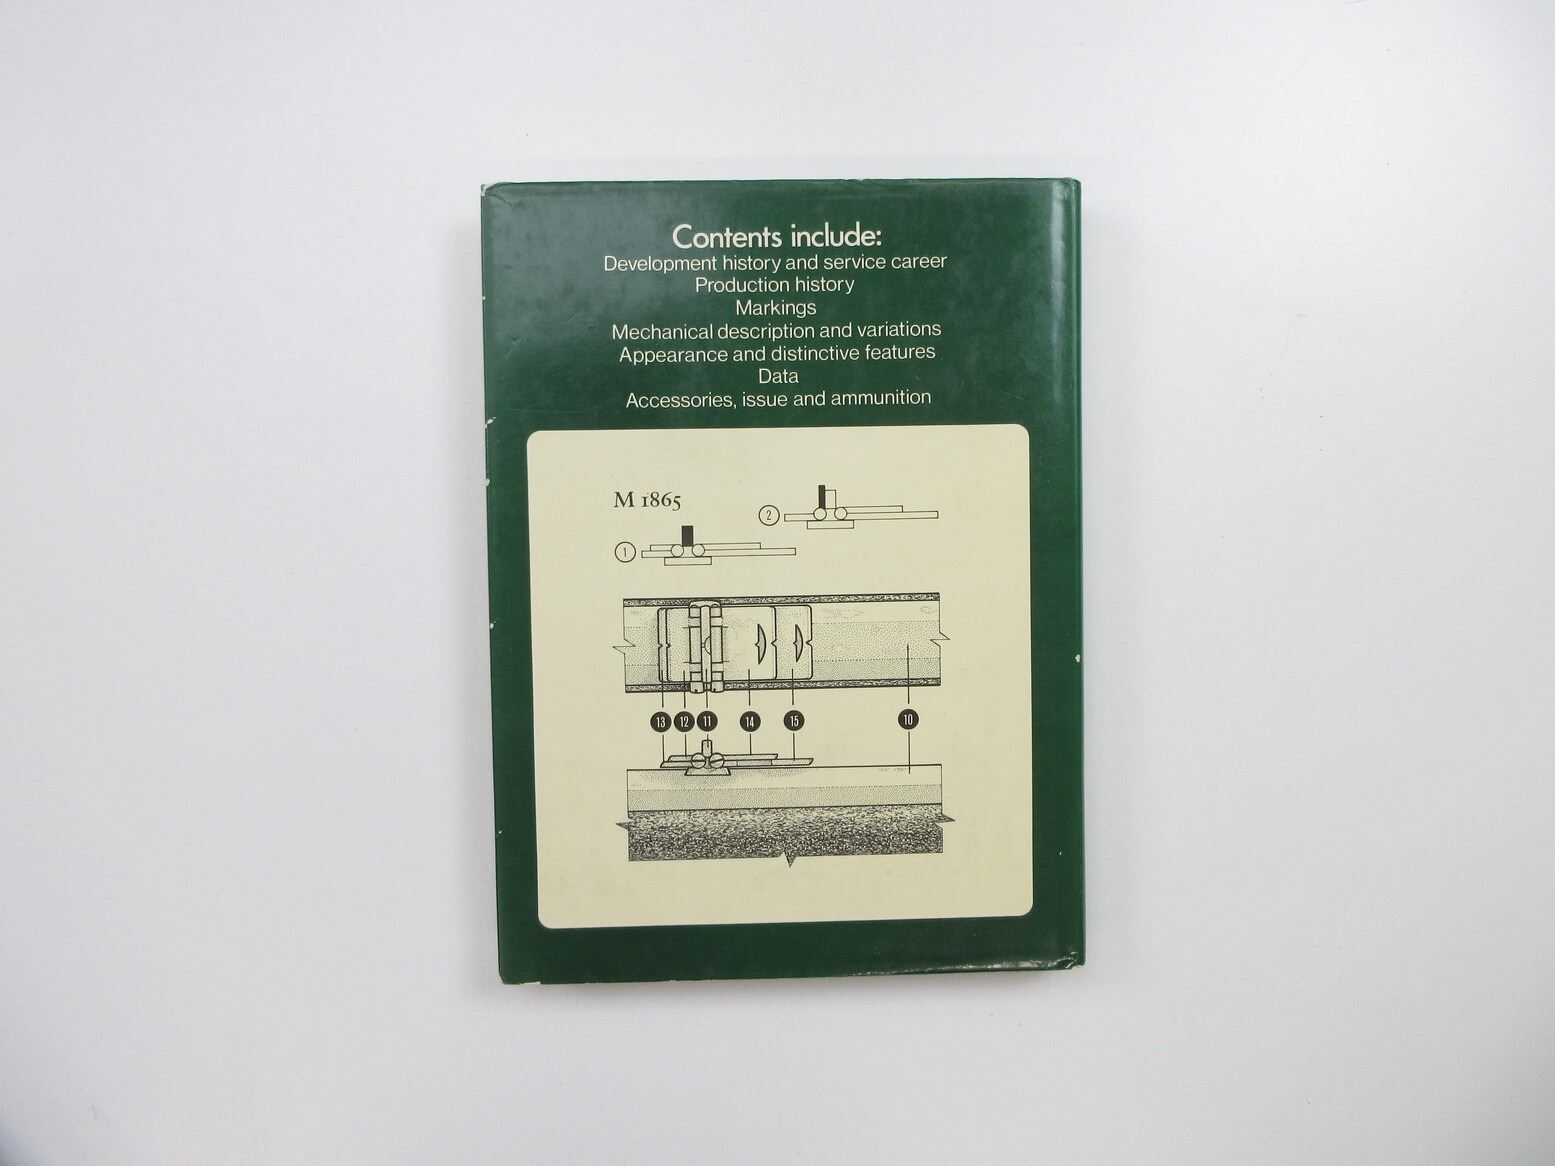 Contents include:
Development history and service career
Production history
Markings
Mechanical description and variations
Appearance and distinctive features
Data
Accessories, issue and ammunition
M 1865
2
1
13 12 11 14 15 10